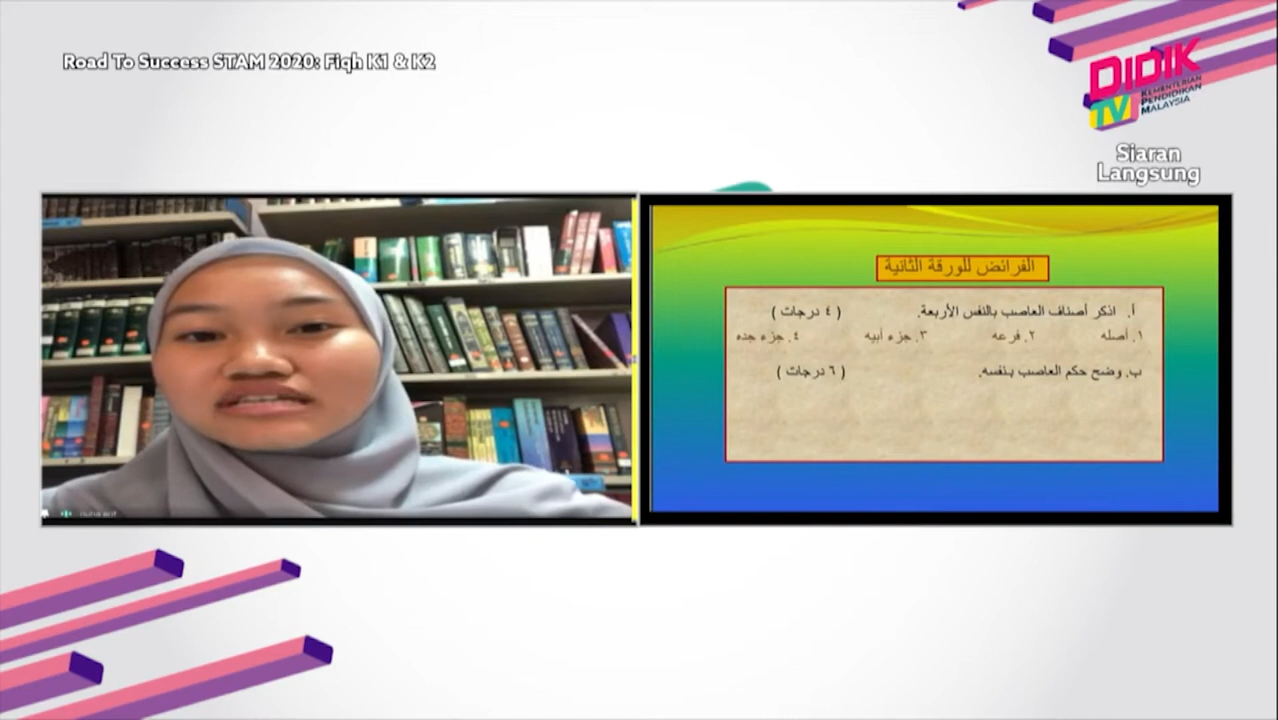 Road To Success STAM 2020: Fiqh K1 & K2
DIDIK
TV
KEMENTERIAN
PENDIDIKAN
MALAYSIA
Siaran
Langsung
الفرائض للورقة الثانية
أ. اذكر أصناف العاصب بالنفس الأربعة. ( ٤ درجات )
١. أصله ٢. فرعه ٣. جزء أبيه ٤. جزء جده
ب. وضح حكم العاصب بنفسه. ( ٦ درجات )